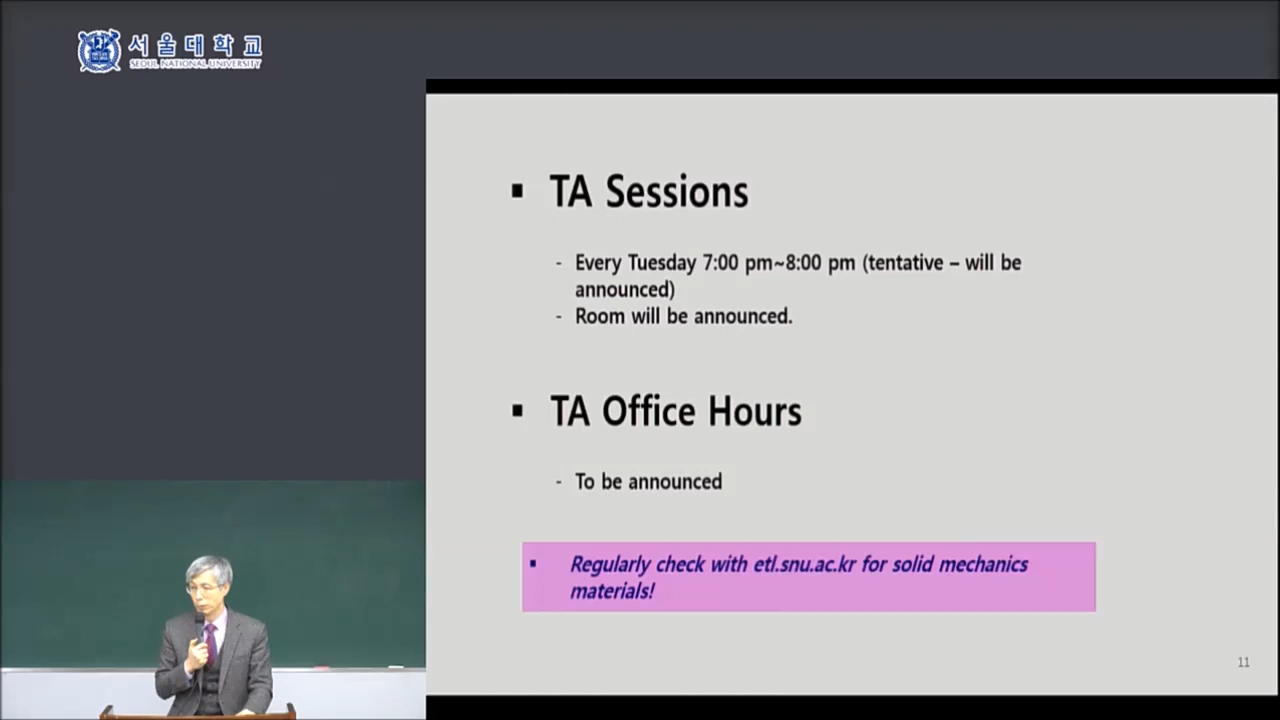 서울대학교
SEOUL NATIONAL UNIVERSITY
▪ TA Sessions
- Every Tuesday 7:00 pm~8:00 pm (tentative – will be
announced)
- Room will be announced.
▪ TA Office Hours
- To be announced
▪ Regularly check with etl.snu.ac.kr for solid mechanics
materials!
11